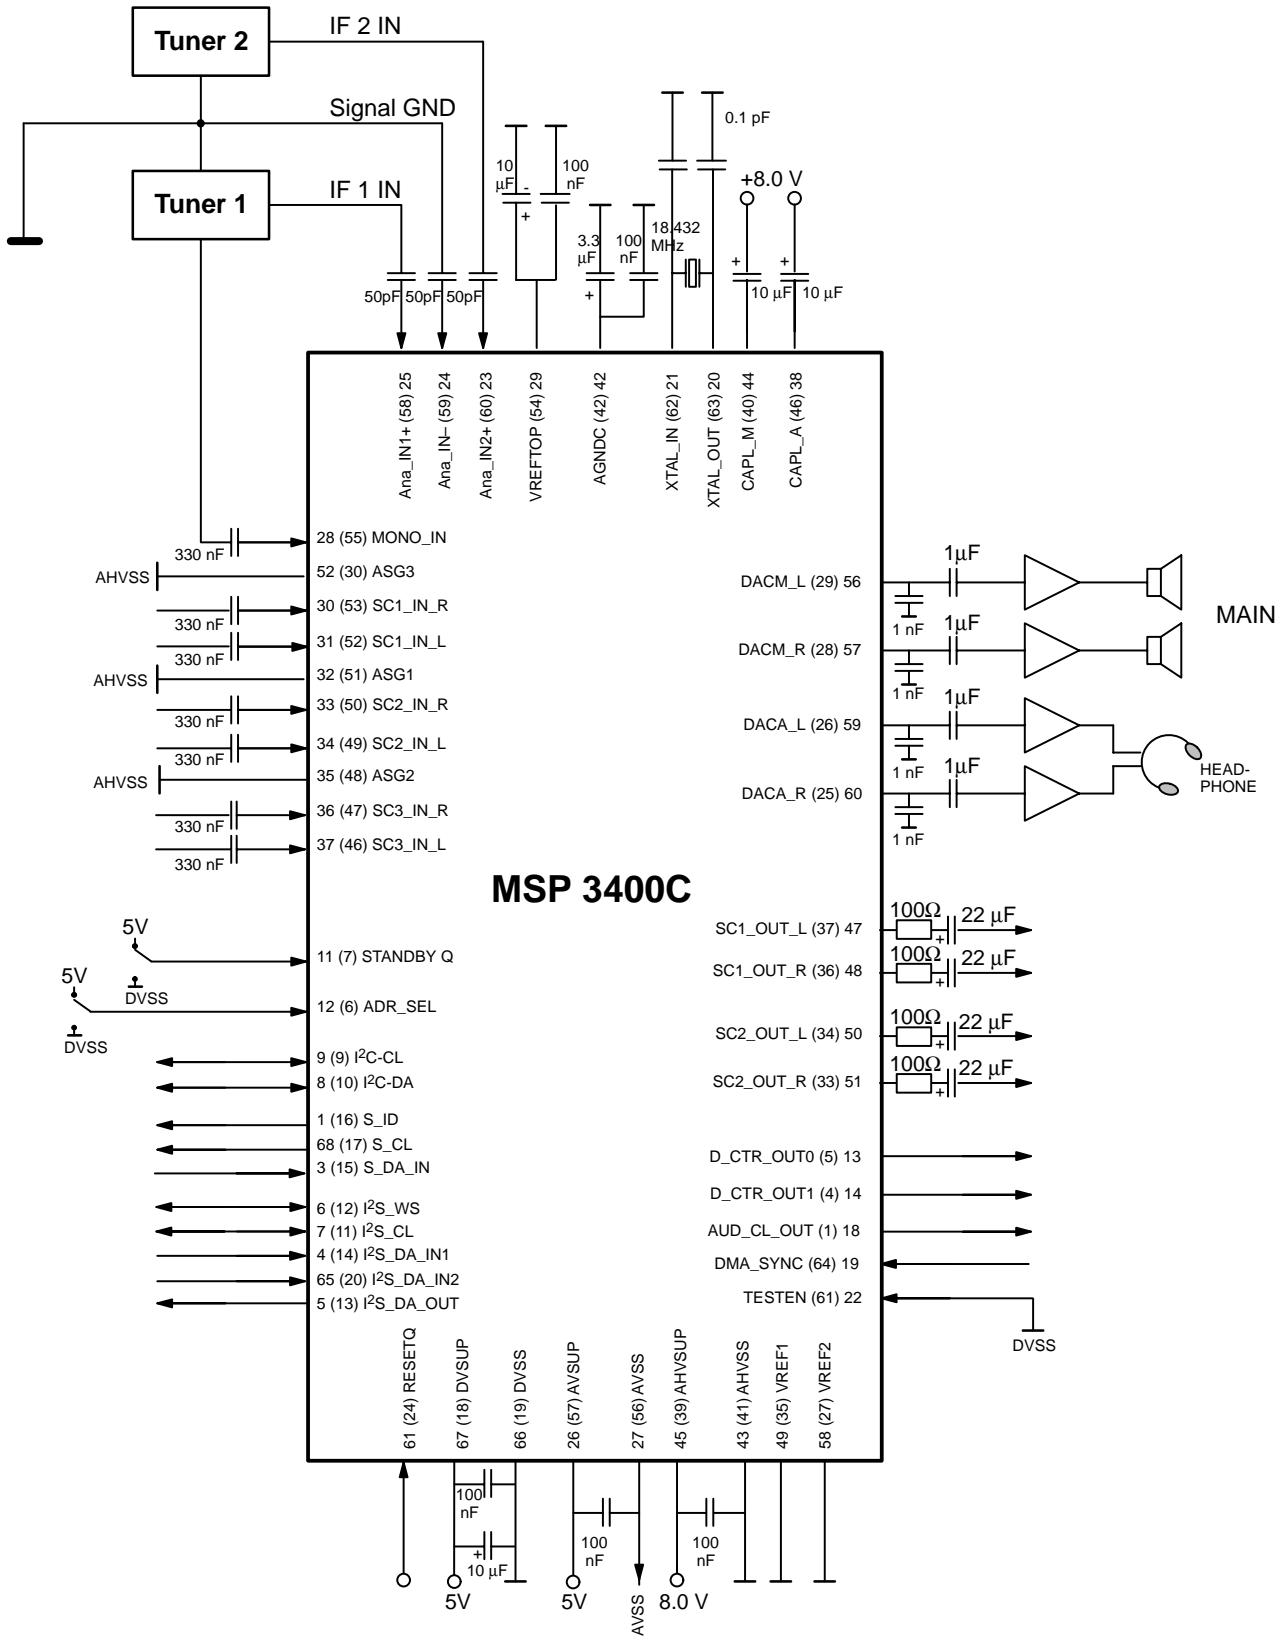 Tuner 2
IF 2 IN
Signal GND
Tuner 1
IF 1 IN
10
µF
-
+
100
nF
0.1 pF
+8.0 V
3.3
µF
+
100
nF
18.432
MHz
+
10 µF
+
10 µF
50pF 50pF 50pF
Ana_IN1+ (58) 25
Ana_IN– (59) 24
Ana_IN2+ (60) 23
VREFTOP (54) 29
AGNDC (42) 42
XTAL_IN (62) 21
XTAL_OUT (63) 20
CAPL_M (40) 44
CAPL_A (46) 38
330 nF
28 (55) MONO_IN
AHVSS
52 (30) ASG3
330 nF
30 (53) SC1_IN_R
330 nF
31 (52) SC1_IN_L
AHVSS
32 (51) ASG1
330 nF
33 (50) SC2_IN_R
330 nF
34 (49) SC2_IN_L
AHVSS
35 (48) ASG2
330 nF
36 (47) SC3_IN_R
330 nF
37 (46) SC3_IN_L
DACM_L (29) 56
1µF
1 nF
DACM_R (28) 57
1µF
1 nF
MAIN
DACA_L (26) 59
1µF
1 nF
DACA_R (25) 60
1µF
1 nF
HEAD-
PHONE
MSP 3400C
5V
11 (7) STANDBY Q
DVSS
5V
12 (6) ADR_SEL
DVSS
9 (9) I2C-CL
8 (10) I2C-DA
1 (16) S_ID
68 (17) S_CL
3 (15) S_DA_IN
6 (12) I2S_WS
7 (11) I2S_CL
4 (14) I2S_DA_IN1
65 (20) I2S_DA_IN2
5 (13) I2S_DA_OUT
SC1_OUT_L (37) 47
100Ω
+
22 µF
SC1_OUT_R (36) 48
100Ω
+
22 µF
SC2_OUT_L (34) 50
100Ω
+
22 µF
SC2_OUT_R (33) 51
100Ω
+
22 µF
D_CTR_OUT0 (5) 13
D_CTR_OUT1 (4) 14
AUD_CL_OUT (1) 18
DMA_SYNC (64) 19
TESTEN (61) 22
DVSS
61 (24) RESETQ
67 (18) DVSUP
66 (19) DVSS
26 (57) AVSUP
27 (56) AVSS
45 (39) AHVSUP
43 (41) AHVSS
49 (35) VREF1
58 (27) VREF2
100
nF
+
10 µF
100
nF
100
nF
5V
5V
AVSS
8.0 V